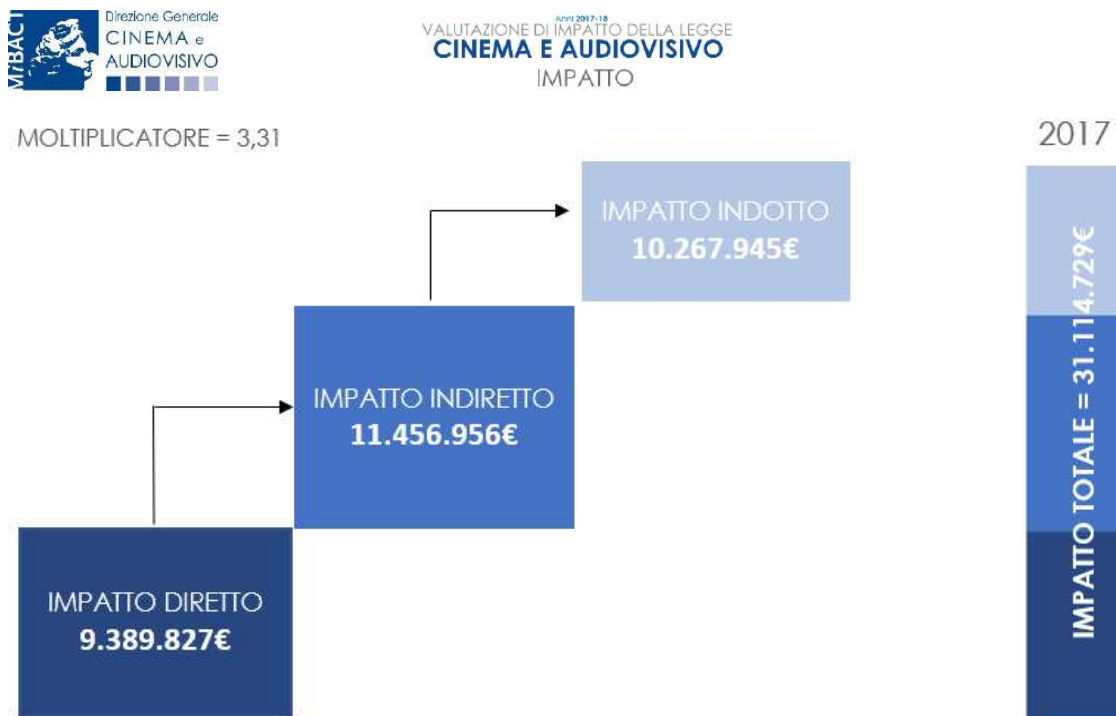 MiBACT
Direzione Generale
CINEMA e
AUDIOVISIVO
Anni 2017-18
VALUTAZIONE DI IMPATTO DELLA LEGGE
CINEMA E AUDIOVISIVO
IMPATTO
MOLTIPLICATORE = 3,31
2017
IMPATTO INDOTTO
10.267.945€
IMPATTO INDIRETTO
11.456.956€
IMPATTO DIRETTO
9.389.827€
IMPATTO TOTALE = 31.114.729€